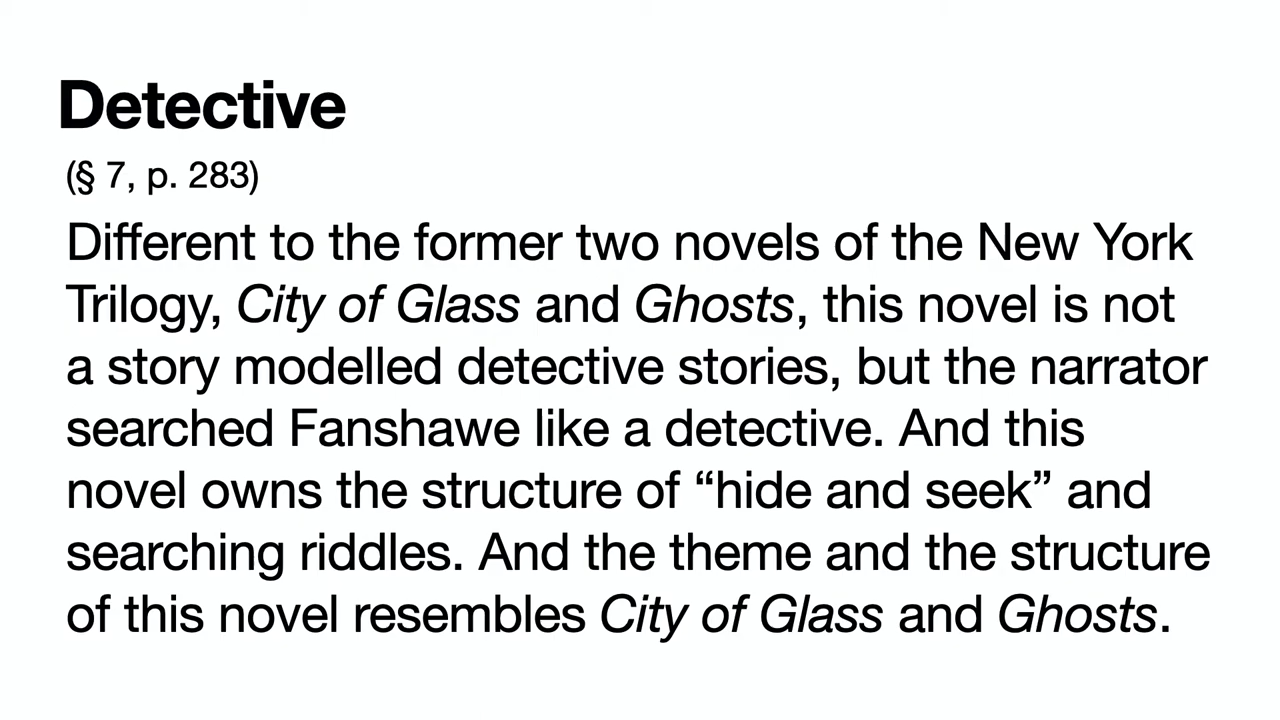 Detective
(§ 7, p. 283)
Different to the former two novels of the New York
Trilogy, City of Glass and Ghosts, this novel is not
a story modelled detective stories, but the narrator
searched Fanshawe like a detective. And this
novel owns the structure of “hide and seek” and
searching riddles. And the theme and the structure
of this novel resembles City of Glass and Ghosts.